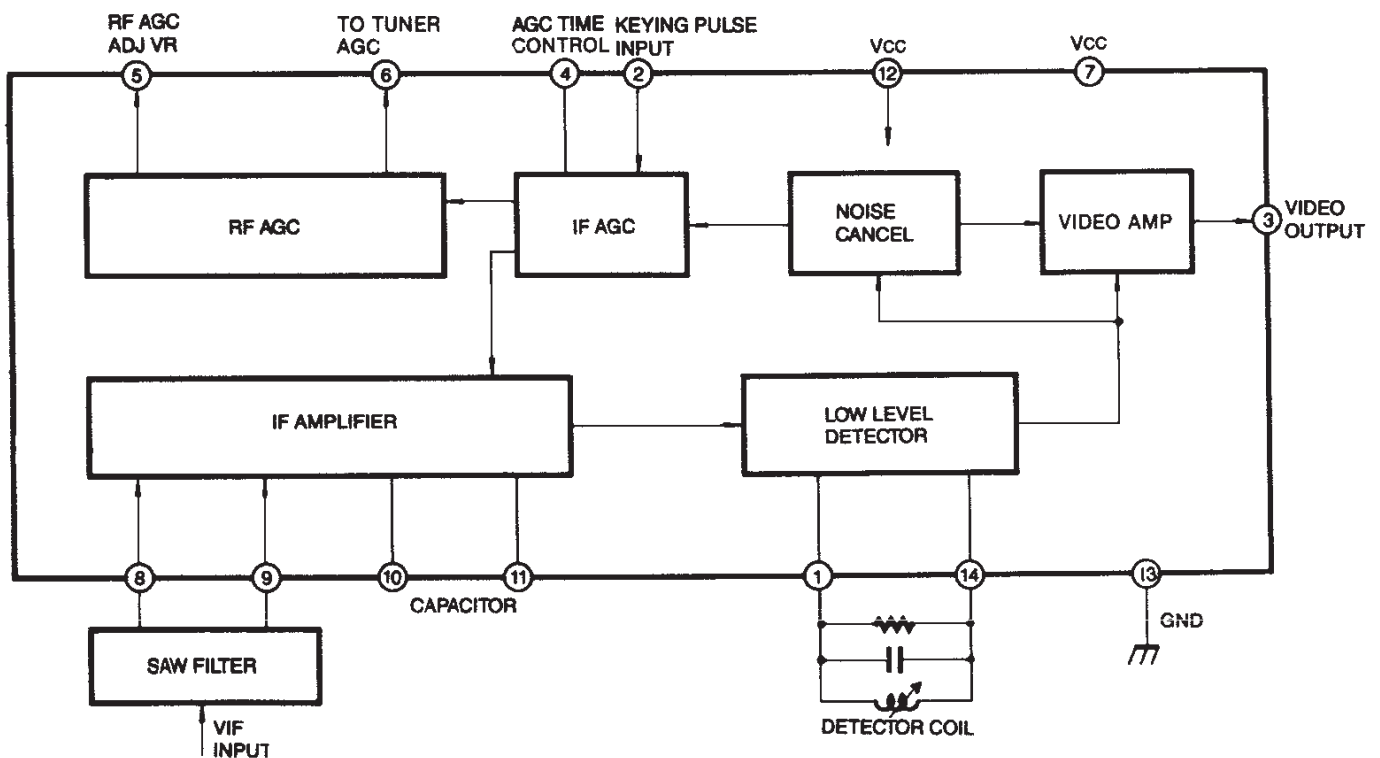 RF AGC
ADJ VR
TO TUNER
AGC
AGC TIME
CONTROL
KEYING PULSE
INPUT
VCC
VCC
5
6
4
2
12
7
RF AGC
IF AGC
NOISE
CANCEL
VIDEO AMP
3
VIDEO
OUTPUT
IF AMPLIFIER
LOW LEVEL
DETECTOR
8
9
10
11
1
14
13
CAPACITOR
GND
SAW FILTER
DETECTOR COIL
VIF
INPUT